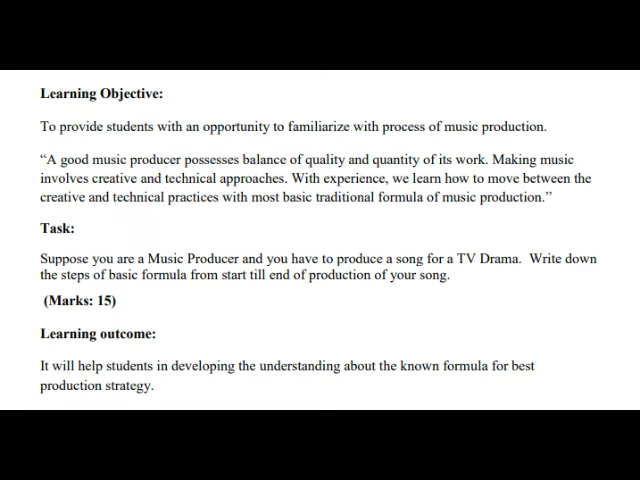 Learning Objective:
To provide students with an opportunity to familiarize with process of music production.
“A good music producer possesses balance of quality and quantity of its work. Making music
involves creative and technical approaches. With experience, we learn how to move between the
creative and technical practices with most basic traditional formula of music production.”
Task:
Suppose you are a Music Producer and you have to produce a song for a TV Drama.  Write down
the steps of basic formula from start till end of production of your song.
(Marks: 15)
Learning outcome:
It will help students in developing the understanding about the known formula for best
production strategy.